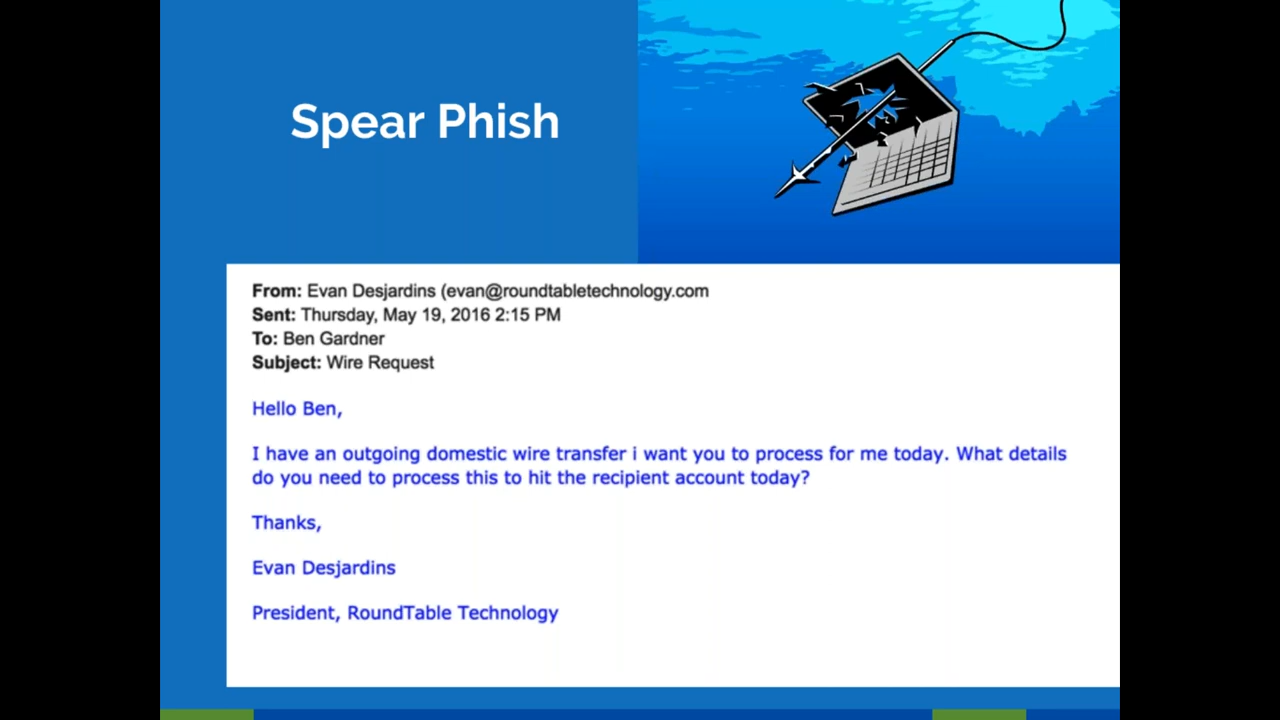 Spear Phish
From: Evan Desjardins (evan@roundtabletechnology.com
Sent: Thursday, May 19, 2016 2:15 PM
To: Ben Gardner
Subject: Wire Request
Hello Ben,
I have an outgoing domestic wire transfer i want you to process for me today. What details
do you need to process this to hit the recipient account today?
Thanks,
Evan Desjardins
President, RoundTable Technology